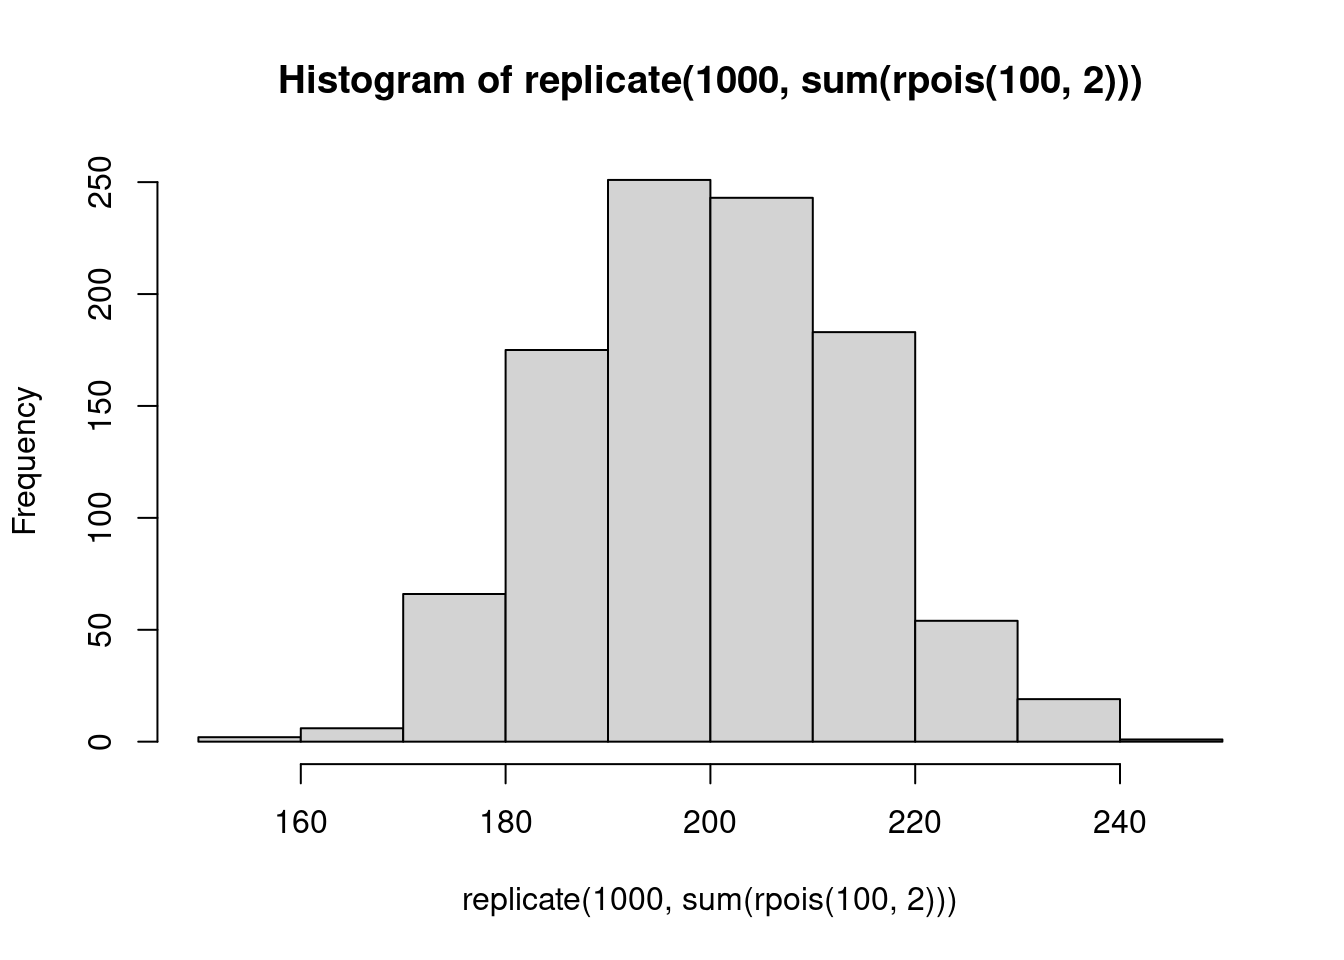 Histogram of replicate(1000, sum(rpois(100, 2)))
Frequency
250
200
150
100
50
0
160 180 200 220 240
replicate(1000, sum(rpois(100, 2)))